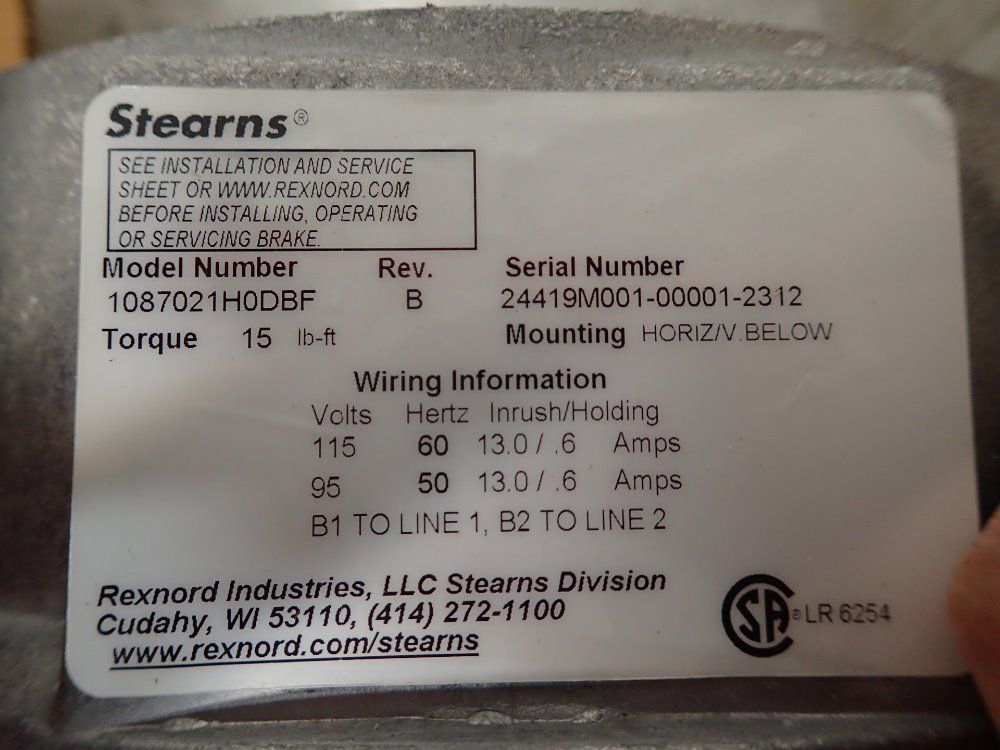 Stearns®
SEE INSTALLATION AND SERVICE
SHEET OR WWW.REXNORD.COM
BEFORE INSTALLING, OPERATING
OR SERVICING BRAKE.
Model Number Rev. Serial Number
1087021H0DBF B 24419M001-00001-2312
Torque 15 lb-ft Mounting HORIZ/V.BELOW
Wiring Information
Volts Hertz Inrush/Holding
115 60 13.0 / .6 Amps
95 50 13.0 / .6 Amps
B1 TO LINE 1, B2 TO LINE 2
Rexnord Industries, LLC Stearns Division
Cudahy, WI 53110, (414) 272-1100
www.rexnord.com/stearns
SA ® LR 6254